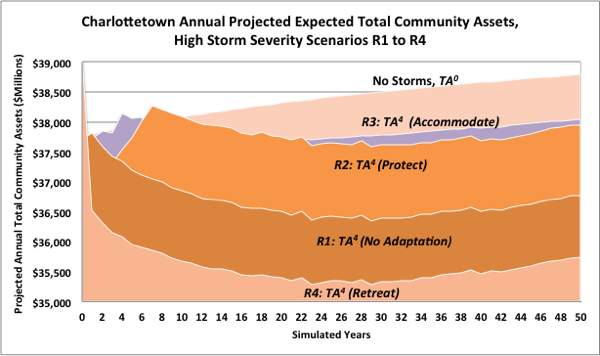 Charlottetown Annual Projected Expected Total Community Assets,
High Storm Severity Scenarios R1 to R4
Projected Annual Total Community Assets ($Millions)
$39,000
$38,500
$38,000
$37,500
$37,000
$36,500
$36,000
$35,500
$35,000
No Storms, TA⁰
R3: TA⁴ (Accommodate)
R2: TA⁴ (Protect)
R1: TA⁴ (No Adaptation)
R4: TA⁴ (Retreat)
0 2 4 6 8 10 12 14 16 18 20 22 24 26 28 30 32 34 36 38 40 42 44 46 48 50
Simulated Years